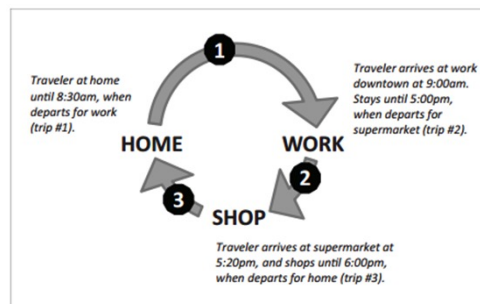 1
Traveler at home
until 8:30am, when
departs for work
(trip #1).
Traveler arrives at work
downtown at 9:00am.
Stays until 5:00pm,
when departs for
supermarket (trip #2).
HOME
WORK
2
3
SHOP
Traveler arrives at supermarket at
5:20pm, and shops until 6:00pm,
when departs for home (trip #3).